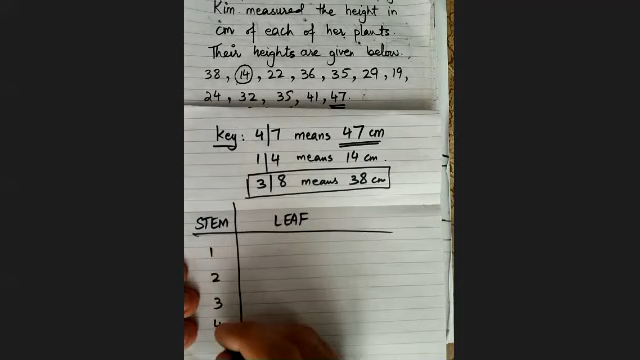 Kim measured the height in
cm of each of her plants.
Their heights are given below.
38, 14, 22, 36, 35, 29, 19,
24, 32, 35, 41, 47
Key: 4|7 means 47 cm
1|4 means 14 cm.
3|8 means 38 cm
STEM LEAF
1
2
3
4